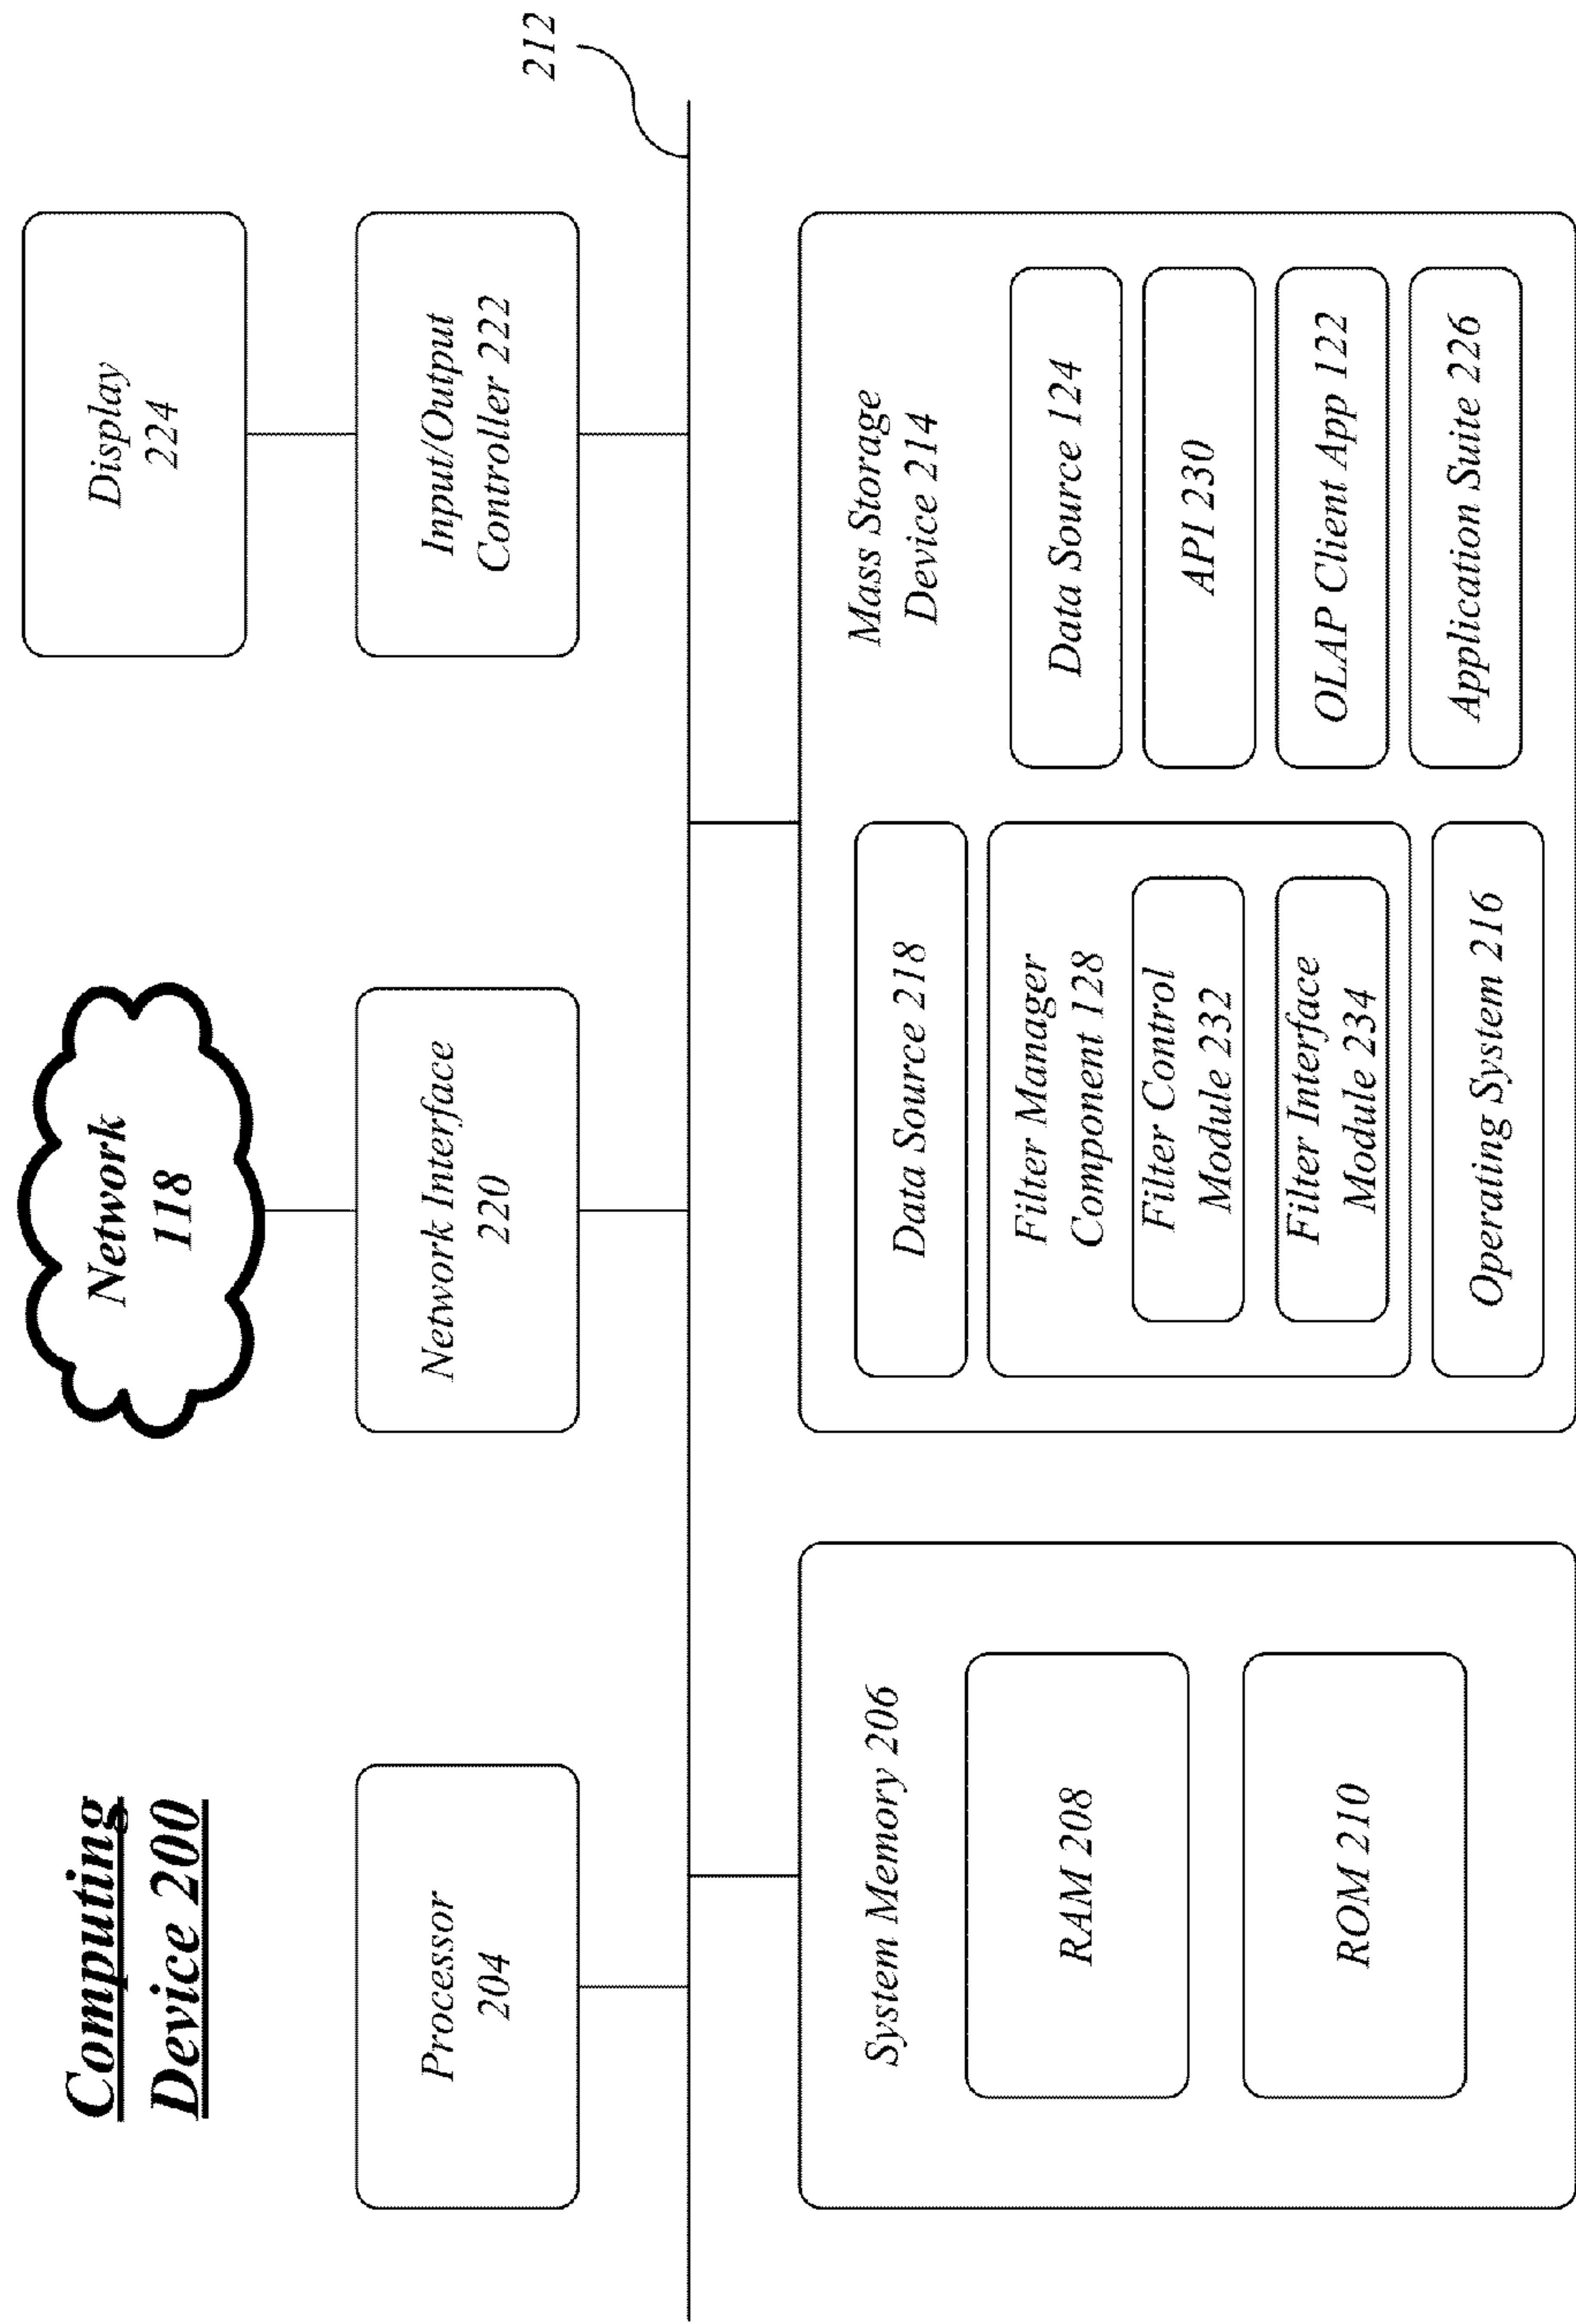 Computing
Device 200
Network
118
Display
224
212
Processor
204
Network Interface
220
Input/Output
Controller 222
System Memory 206
RAM 208
ROM 210
Mass Storage
Device 214
Data Source 218
Filter Manager
Component 128
Filter Control
Module 232
Filter Interface
Module 234
Operating System 216
Data Source 124
API 230
OLAP Client App 122
Application Suite 226